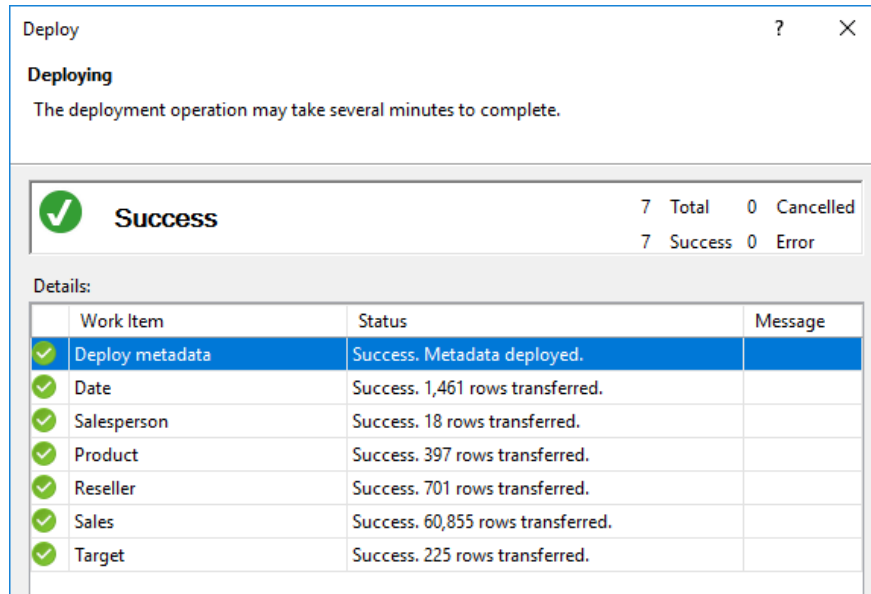 Deploy ?
Deploying
The deployment operation may take several minutes to complete.
Success 7 Total 0 Cancelled
7 Success 0 Error
Details:
Work Item Status Message
Deploy metadata Success. Metadata deployed.
Date Success. 1,461 rows transferred.
Salesperson Success. 18 rows transferred.
Product Success. 397 rows transferred.
Reseller Success. 701 rows transferred.
Sales Success. 60,855 rows transferred.
Target Success. 225 rows transferred.